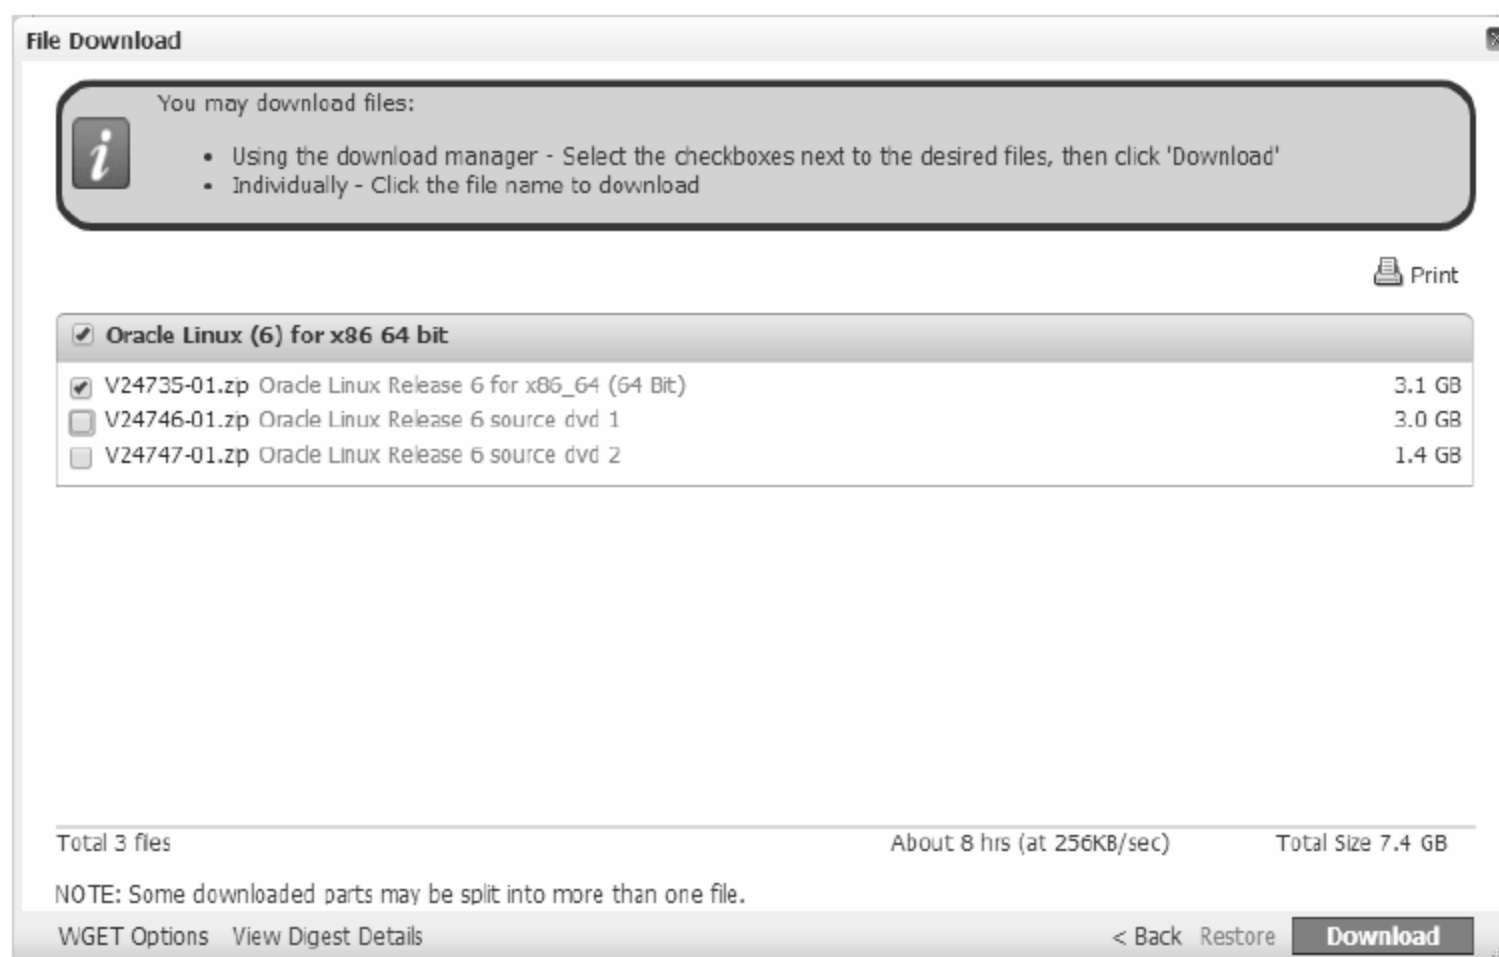 File Download
You may download files:
• Using the download manager - Select the checkboxes next to the desired files, then click 'Download'
• Individually - Click the file name to download
Print
Oracle Linux (6) for x86 64 bit
V24735-01.zip Oracle Linux Release 6 for x86_64 (64 Bit) 3.1 GB
V24746-01.zip Oracle Linux Release 6 source dvd 1 3.0 GB
V24747-01.zip Oracle Linux Release 6 source dvd 2 1.4 GB
Total 3 files About 8 hrs (at 256KB/sec) Total Size 7.4 GB
NOTE: Some downloaded parts may be split into more than one file.
WGET Options View Digest Details < Back Restore Download